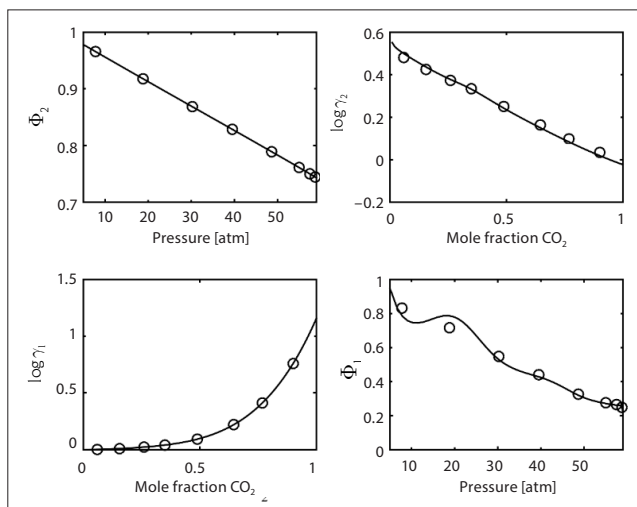 1
0.9
0.8
0.7
Φ₂
10 20 30 40 50
Pressure [atm]
0.6
0.4
0.2
0
−0.2
log γ₂
0 0.5 1
Mole fraction CO₂
1.5
1
0.5
0
log γ₁
0 0.5 1
Mole fraction CO₂
1
0.8
0.6
0.4
0.2
0
Φ₁
10 20 30 40 50
Pressure [atm]